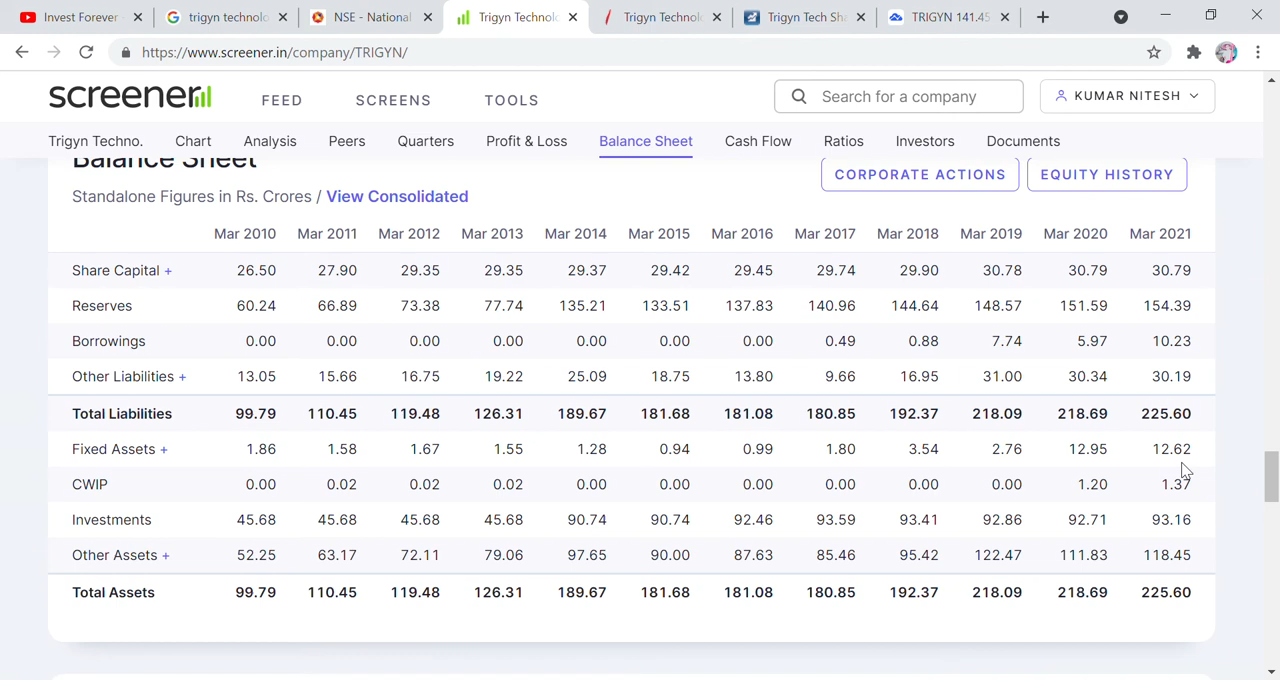 Invest Forever
trigyn technolo
NSE - National
Trigyn Technolo
Trigyn Technolo
Trigyn Tech Sha
TRIGYN 141.45
https://www.screener.in/company/TRIGYN/
screener
FEED
SCREENS
TOOLS
Search for a company
KUMAR NITESH
Trigyn Techno.
Chart
Analysis
Peers
Quarters
Profit & Loss
Balance Sheet
Cash Flow
Ratios
Investors
Documents
Balance Sheet
Standalone Figures in Rs. Crores / View Consolidated
CORPORATE ACTIONS
EQUITY HISTORY
Mar 2010 Mar 2011 Mar 2012 Mar 2013 Mar 2014 Mar 2015 Mar 2016 Mar 2017 Mar 2018 Mar 2019 Mar 2020 Mar 2021
Share Capital + 26.50 27.90 29.35 29.35 29.37 29.42 29.45 29.74 29.90 30.78 30.79 30.79
Reserves 60.24 66.89 73.38 77.74 135.21 133.51 137.83 140.96 144.64 148.57 151.59 154.39
Borrowings 0.00 0.00 0.00 0.00 0.00 0.00 0.00 0.49 0.88 7.74 5.97 10.23
Other Liabilities + 13.05 15.66 16.75 19.22 25.09 18.75 13.80 9.66 16.95 31.00 30.34 30.19
Total Liabilities 99.79 110.45 119.48 126.31 189.67 181.68 181.08 180.85 192.37 218.09 218.69 225.60
Fixed Assets + 1.86 1.58 1.67 1.55 1.28 0.94 0.99 1.80 3.54 2.76 12.95 12.62
CWIP 0.00 0.02 0.02 0.02 0.00 0.00 0.00 0.00 0.00 0.00 1.20 1.37
Investments 45.68 45.68 45.68 45.68 90.74 90.74 92.46 93.59 93.41 92.86 92.71 93.16
Other Assets + 52.25 63.17 72.11 79.06 97.65 90.00 87.63 85.46 95.42 122.47 111.83 118.45
Total Assets 99.79 110.45 119.48 126.31 189.67 181.68 181.08 180.85 192.37 218.09 218.69 225.60